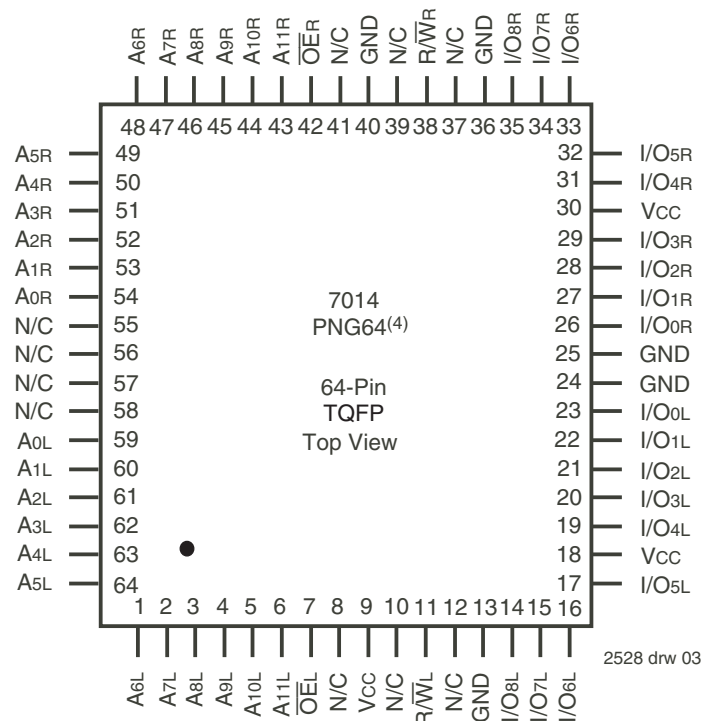 A6R A7R A8R A9R A10R A11R O̅E̅R N/C GND N/C R/W̅R N/C GND I/O8R I/O7R I/O6R
48 47 46 45 44 43 42 41 40 39 38 37 36 35 34 33
A5R 49 32 I/O5R
A4R 50 31 I/O4R
A3R 51 30 VCC
A2R 52 29 I/O3R
A1R 53 28 I/O2R
A0R 54 27 I/O1R
7014
N/C 55 26 I/O0R
PNG64(4)
N/C 56 25 GND
N/C 57 24 GND
64-Pin
N/C 58 23 I/O0L
TQFP
A0L 59 22 I/O1L
Top View
A1L 60 21 I/O2L
A2L 61 20 I/O3L
A3L 62 19 I/O4L
A4L 63 18 VCC
A5L 64 17 I/O5L
1 2 3 4 5 6 7 8 9 10 11 12 13 14 15 16
A6L A7L A8L A9L A10L A11L O̅E̅L N/C VCC N/C R/W̅L N/C GND I/O8L I/O7L I/O6L
2528 drw 03